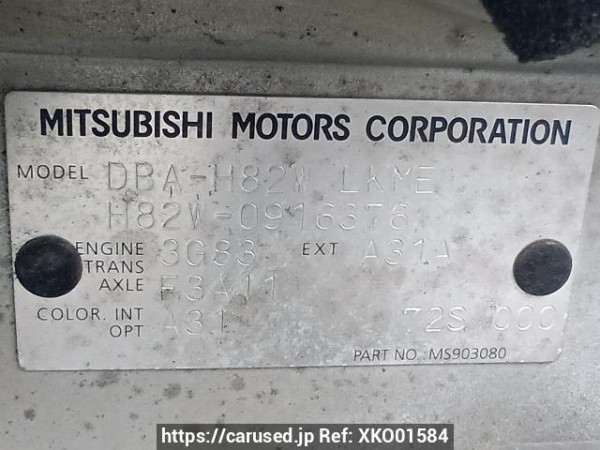 MITSUBISHI MOTORS CORPORATION
MODEL DBA-H82W LKME
H82W-0916376
ENGINE 3G83 EXT A31A
TRANS
AXLE F3A11
COLOR. INT A31 72S 000
OPT
PART NO. MS903080
https://carused.jp Ref: XKO01584